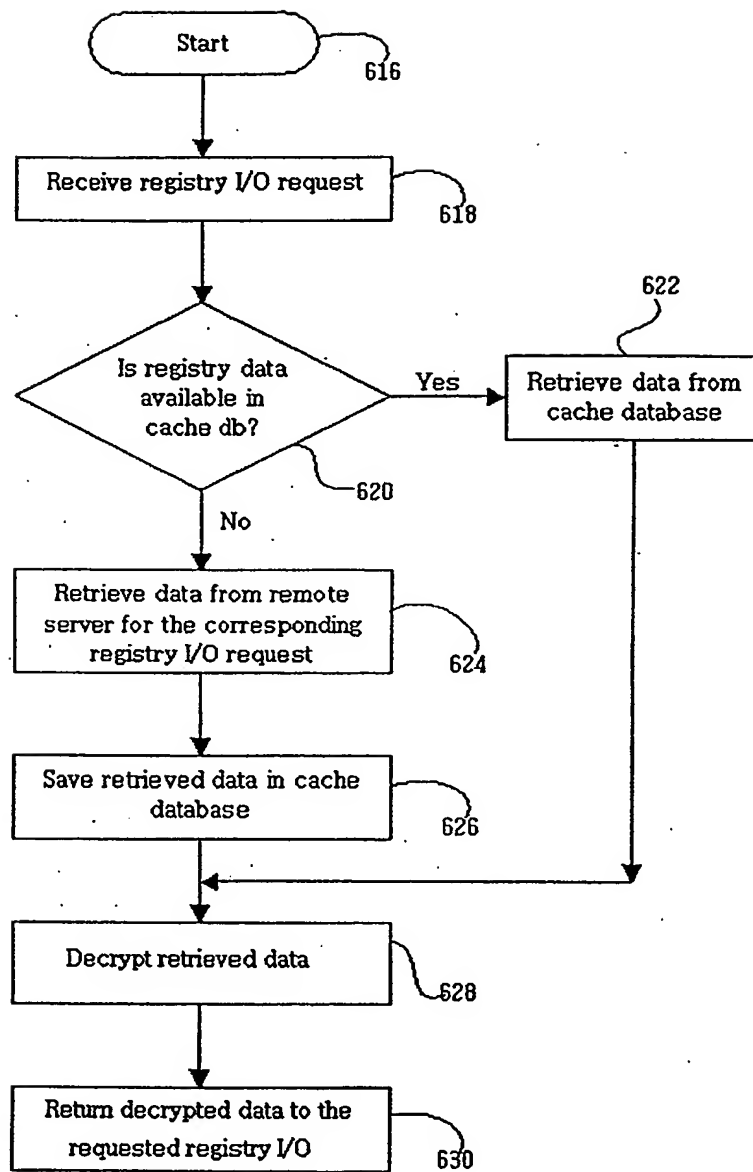 Start
616
Receive registry I/O request
618
Is registry data
available in
cache db?
620
Yes
622
Retrieve data from
cache database
No
Retrieve data from remote
server for the corresponding
registry I/O request
624
Save retrieved data in cache
database
626
Decrypt retrieved data
628
Return decrypted data to the
requested registry I/O
630